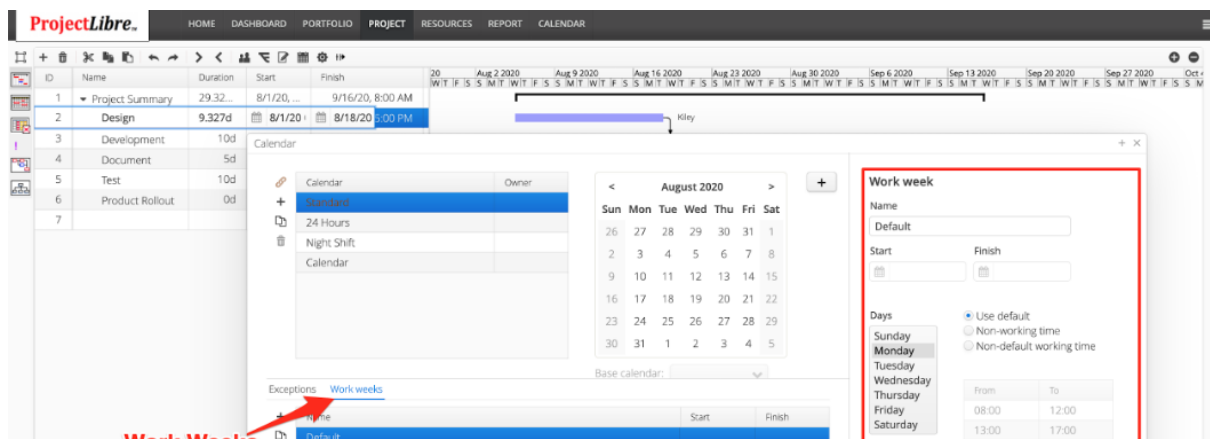 ProjectLibre™ HOME DASHBOARD PORTFOLIO PROJECT RESOURCES REPORT CALENDAR
20 Aug 2 2020 Aug 9 2020 Aug 16 2020 Aug 23 2020 Aug 30 2020 Sep 6 2020 Sep 13 2020 Sep 20 2020 Sep 27 2020 Oct
ID Name Duration Start Finish W T F S S M T W T F S S M T W T F S S M T W T F S S M T W T F S S M T W T F S S M T W T F S S M T W T F S S M T W T F S S M T W T F S S M T W T F S S M
1 Project Summary 29.32... 8/1/20, ... 9/16/20, 8:00 AM
2 Design 9.327d 8/1/20 8/18/20 5:00 PM Kiley
3 Development 10d
4 Document 5d
5 Test 10d
6 Product Rollout 0d
7
Calendar
Calendar Owner
Standard
24 Hours
Night Shift
Calendar
< August 2020 > +
Sun Mon Tue Wed Thu Fri Sat
26 27 28 29 30 31 1
2 3 4 5 6 7 8
9 10 11 12 13 14 15
16 17 18 19 20 21 22
23 24 25 26 27 28 29
30 31 1 2 3 4 5
Base calendar:
Exceptions Work weeks
Name Start Finish
Work Weeks Default
Work week
Name
Default
Start Finish
Days
Sunday
Monday
Tuesday
Wednesday
Thursday
Friday
Saturday
Use default
Non-working time
Non-default working time
From To
08:00 12:00
13:00 17:00